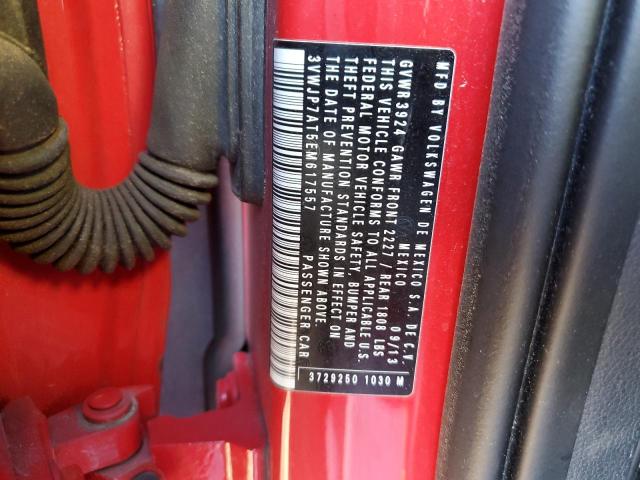 MFD BY VOLKSWAGEN DE MEXICO S.A. DE C.V.
MEXICO 09/13
GVWR 3924 GAWR FRONT 2227 / REAR 1808 LBS
THIS VEHICLE CONFORMS TO ALL APPLICABLE U.S.
FEDERAL MOTOR VEHICLE SAFETY, BUMPER AND
THEFT PREVENTION STANDARDS IN EFFECT ON
THE DATE OF MANUFACTURE SHOWN ABOVE.
3VWJP7AT5EM617557 PASSENGER CAR
3729250 1030 M